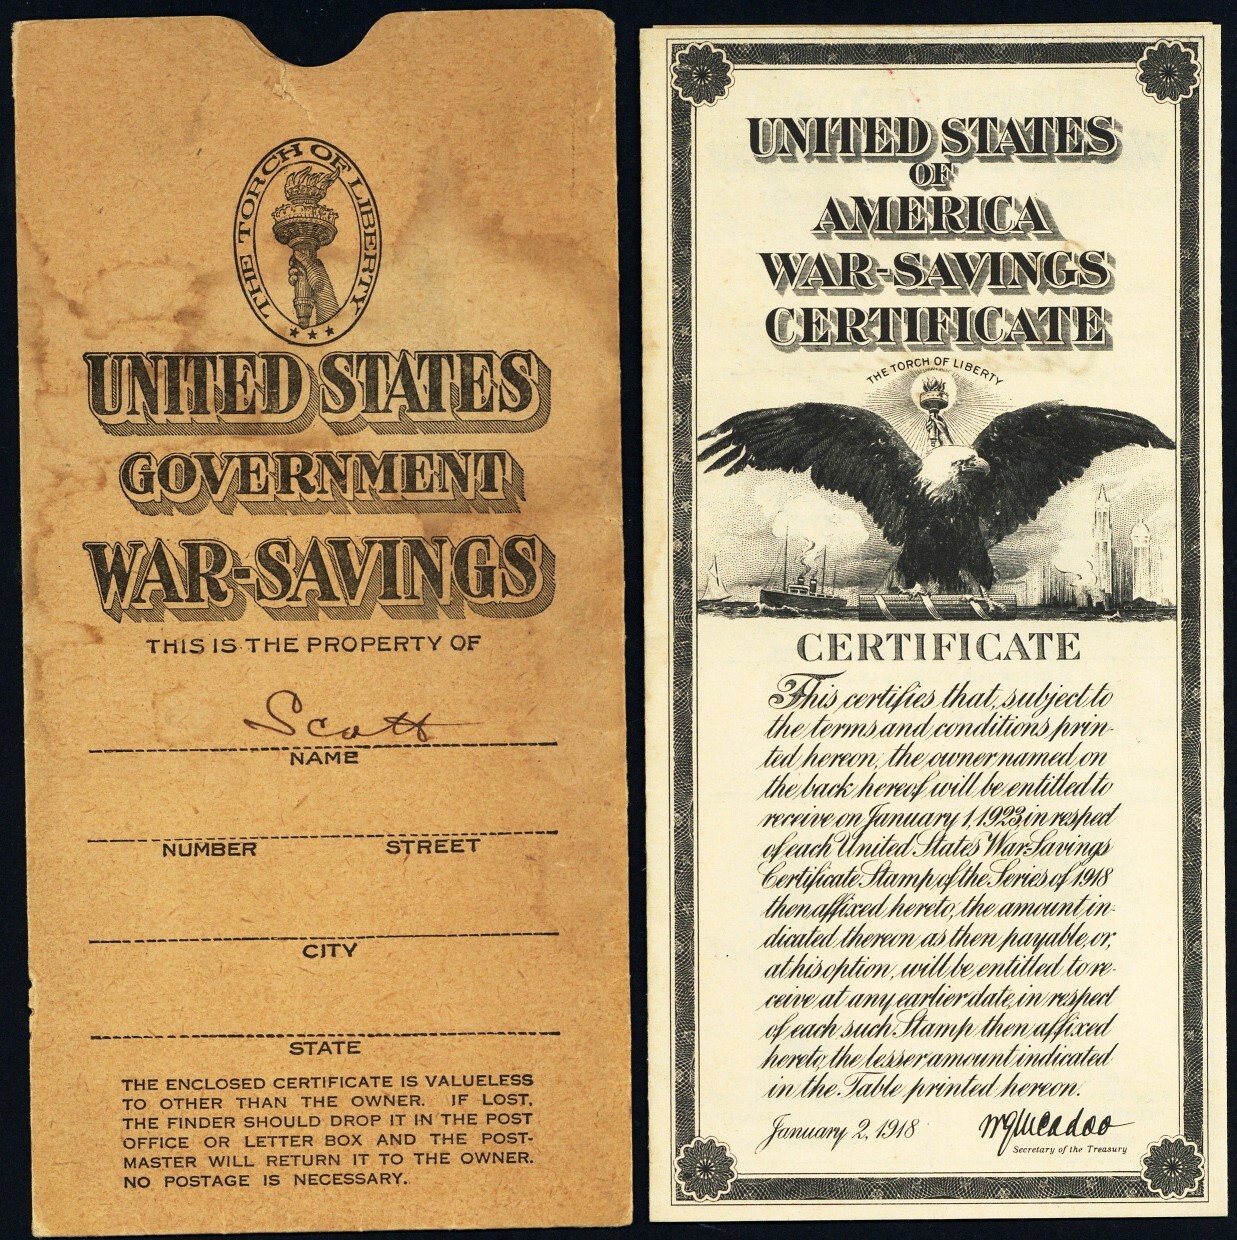 THE TORCH OF LIBERTY
UNITED STATES
GOVERNMENT
WAR-SAVINGS
THIS IS THE PROPERTY OF
Scott
NAME
NUMBER STREET
CITY
STATE
THE ENCLOSED CERTIFICATE IS VALUELESS
TO OTHER THAN THE OWNER. IF LOST,
THE FINDER SHOULD DROP IT IN THE POST
OFFICE OR LETTER BOX AND THE POST-
MASTER WILL RETURN IT TO THE OWNER.
NO POSTAGE IS NECESSARY.
UNITED STATES
OF
AMERICA
WAR-SAVINGS
CERTIFICATE
THE TORCH OF LIBERTY
CERTIFICATE
This certifies that, subject to
the terms and conditions prin-
ted hereon, the owner named on
the back hereof will be entitled to
receive on January 1, 1923, in respect
of each United States War-Savings
Certificate Stamp of the Series of 1918
then affixed hereto, the amount in-
dicated thereon as then payable, or,
at his option, will be entitled to re-
ceive at any earlier date, in respect
of each such Stamp then affixed
hereto, the lesser amount indicated
in the Table printed hereon.
January 2, 1918 W G McAdoo
Secretary of the Treasury